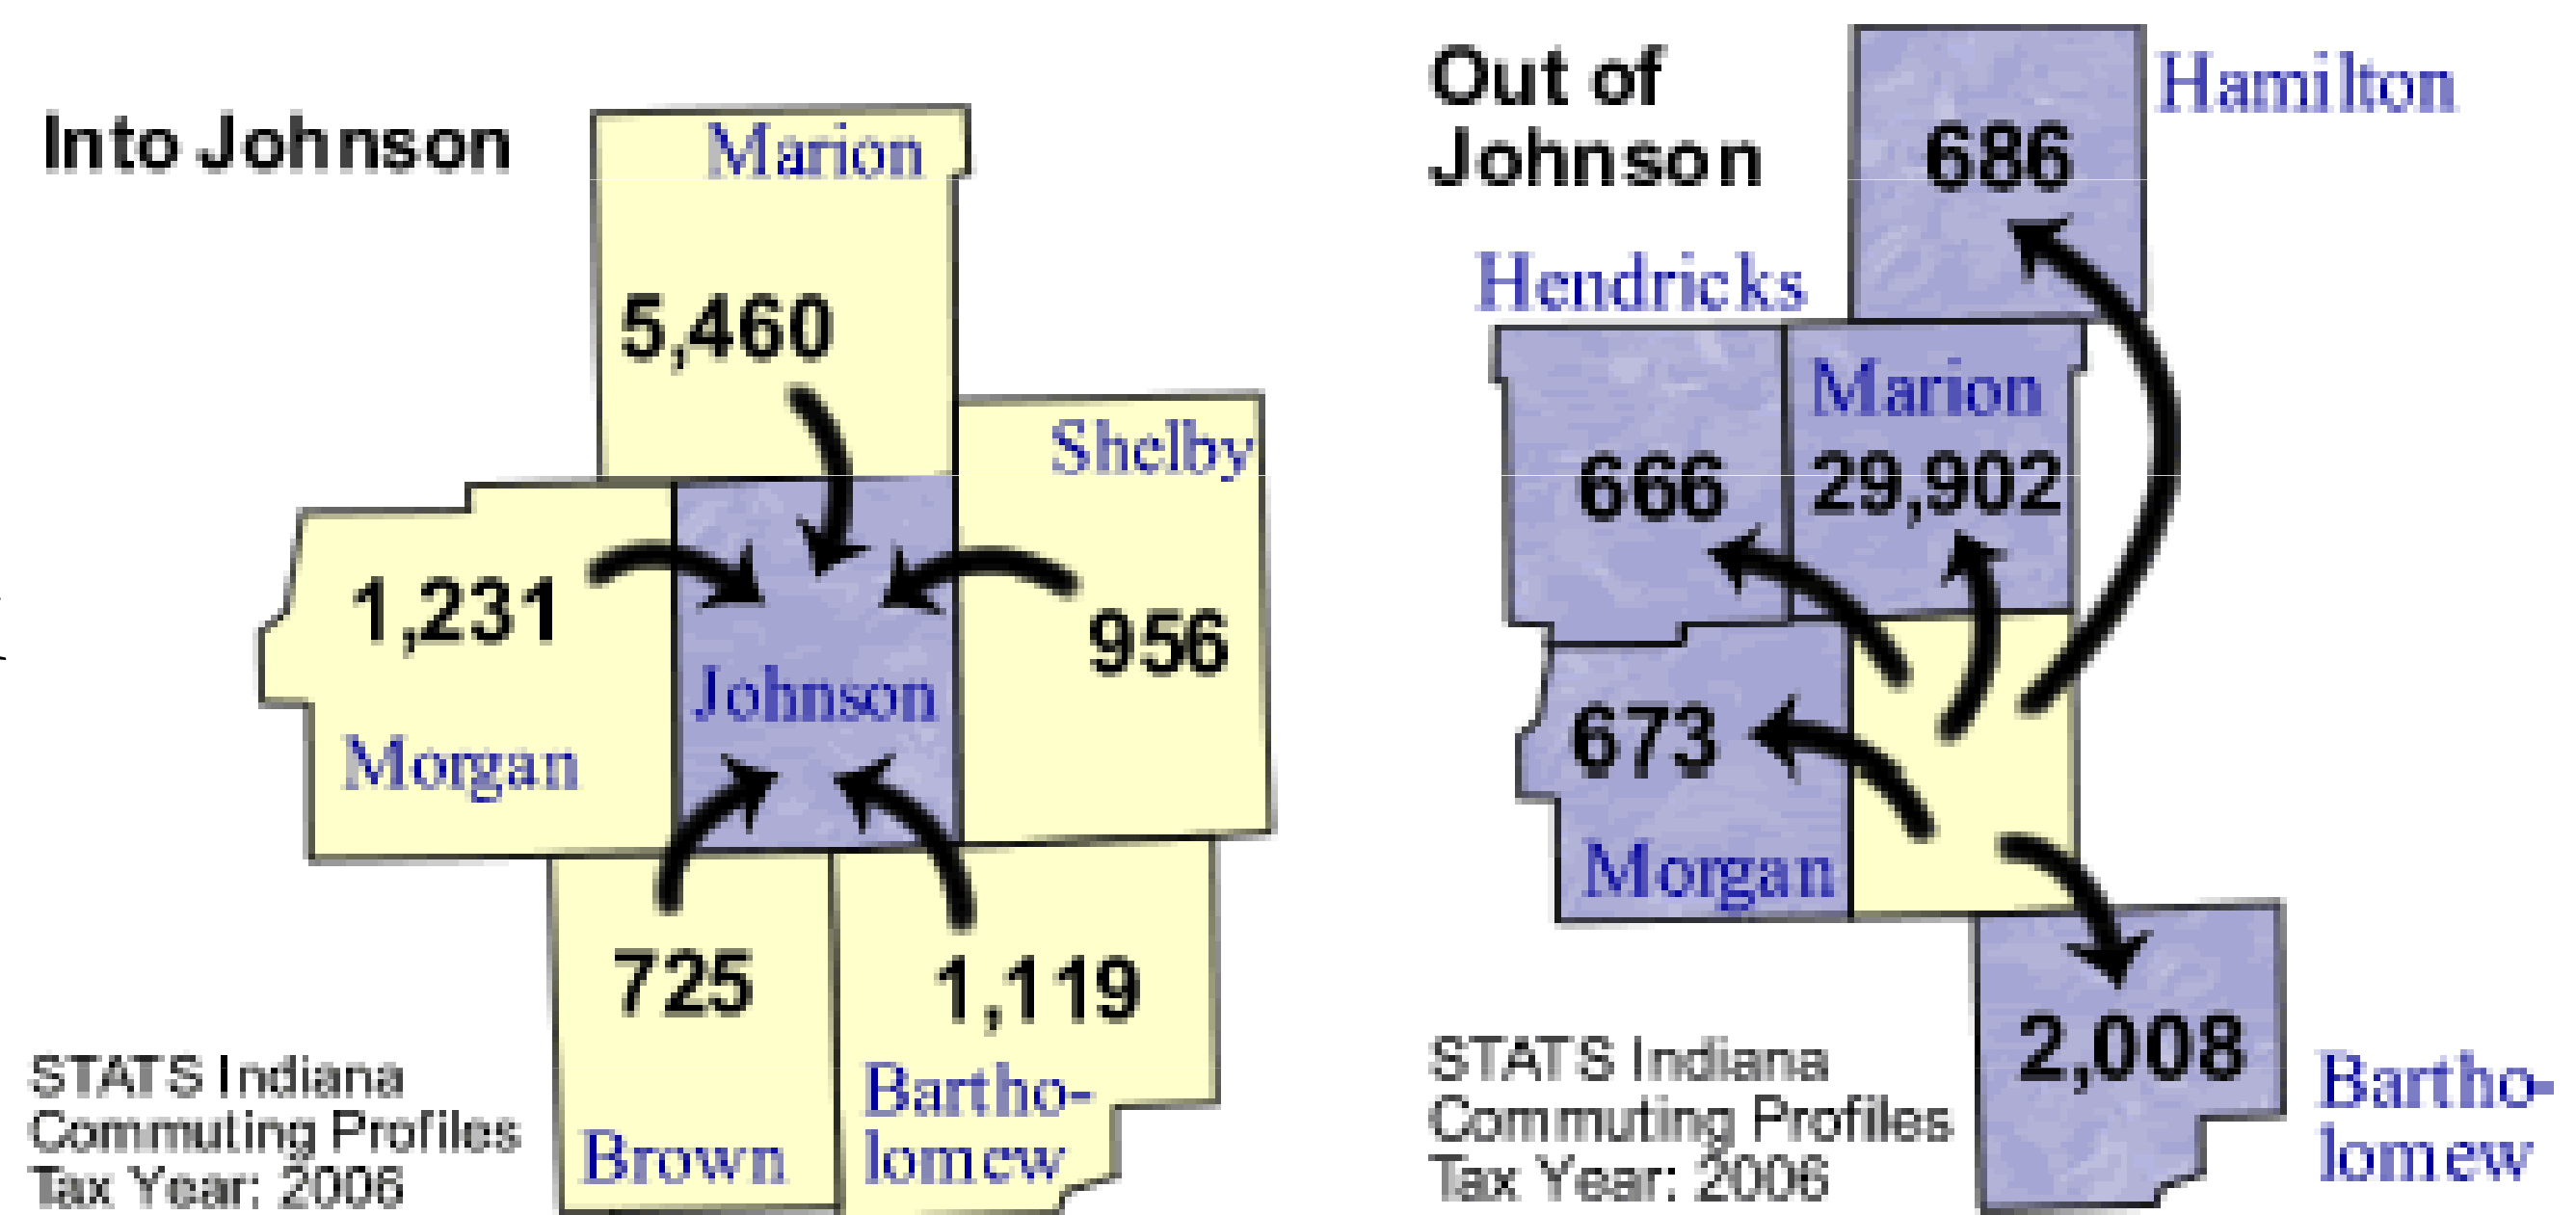 Into Johnson
Marion
5,460
Shelby
1,231
956
Johnson
Morgan
725
1,119
Bartho-
lomew
Brown
STATS Indiana
Commuting Profiles
Tax Year: 2006
Out of
Johnson
Hamilton
686
Hendricks
Marion
666
29,902
673
Morgan
2,008
Bartho-
lomew
STATS Indiana
Commuting Profiles
Tax Year: 2006